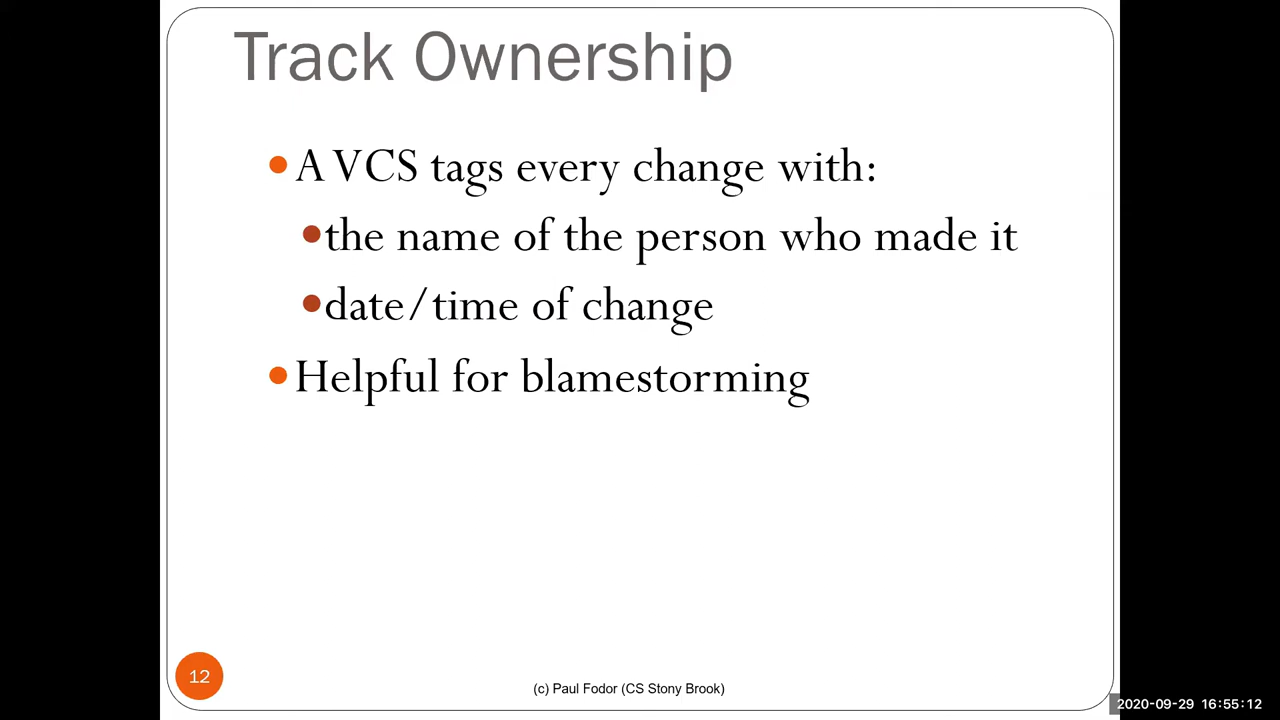 Track Ownership
A VCS tags every change with:
the name of the person who made it
date/time of change
Helpful for blamestorming
12
(c) Paul Fodor (CS Stony Brook)
2020-09-29 16:55:12